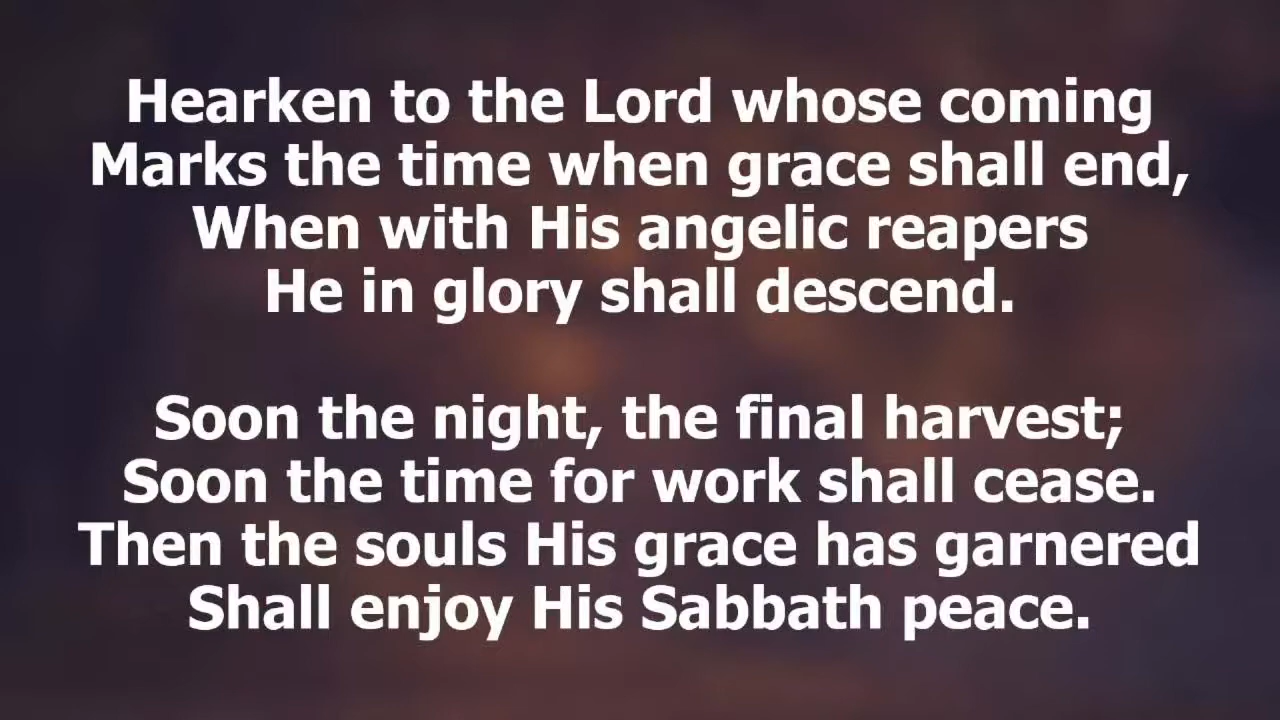 Hearken to the Lord whose coming
Marks the time when grace shall end,
When with His angelic reapers
He in glory shall descend.
Soon the night, the final harvest;
Soon the time for work shall cease.
Then the souls His grace has garnered
Shall enjoy His Sabbath peace.